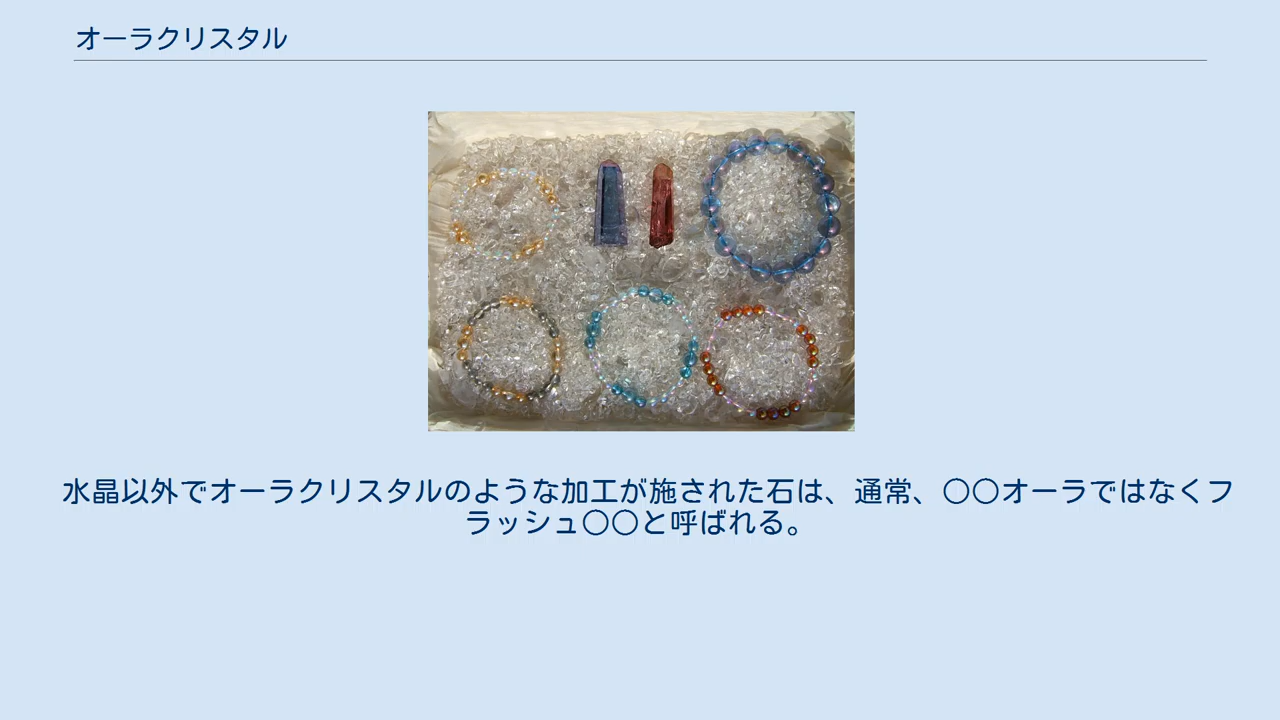 オーラクリスタル
水晶以外でオーラクリスタルのような加工が施された石は、通常、〇〇オーラではなくフ
ラッシュ〇〇と呼ばれる。